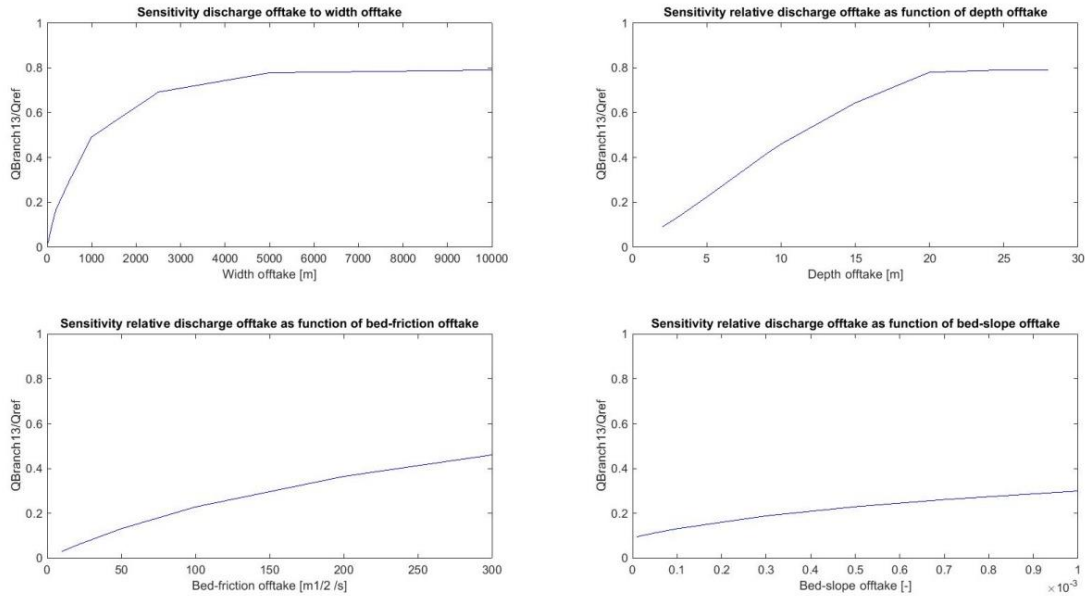 Sensitivity discharge offtake to width offtake
1
0.8
0.6
0.4
0.2
0
QBranch13/Qref
0 1000 2000 3000 4000 5000 6000 7000 8000 9000 10000
Width offtake [m]
Sensitivity relative discharge offtake as function of depth offtake
1
0.8
0.6
0.4
0.2
0
QBranch13/Qref
0 5 10 15 20 25 30
Depth offtake [m]
Sensitivity relative discharge offtake as function of bed-friction offtake
1
0.8
0.6
0.4
0.2
0
QBranch13/Qref
0 50 100 150 200 250 300
Bed-friction offtake [m1/2 /s]
Sensitivity relative discharge offtake as function of bed-slope offtake
1
0.8
0.6
0.4
0.2
0
QBranch13/Qref
0 0.1 0.2 0.3 0.4 0.5 0.6 0.7 0.8 0.9 1
Bed-slope offtake [-]
×10-3